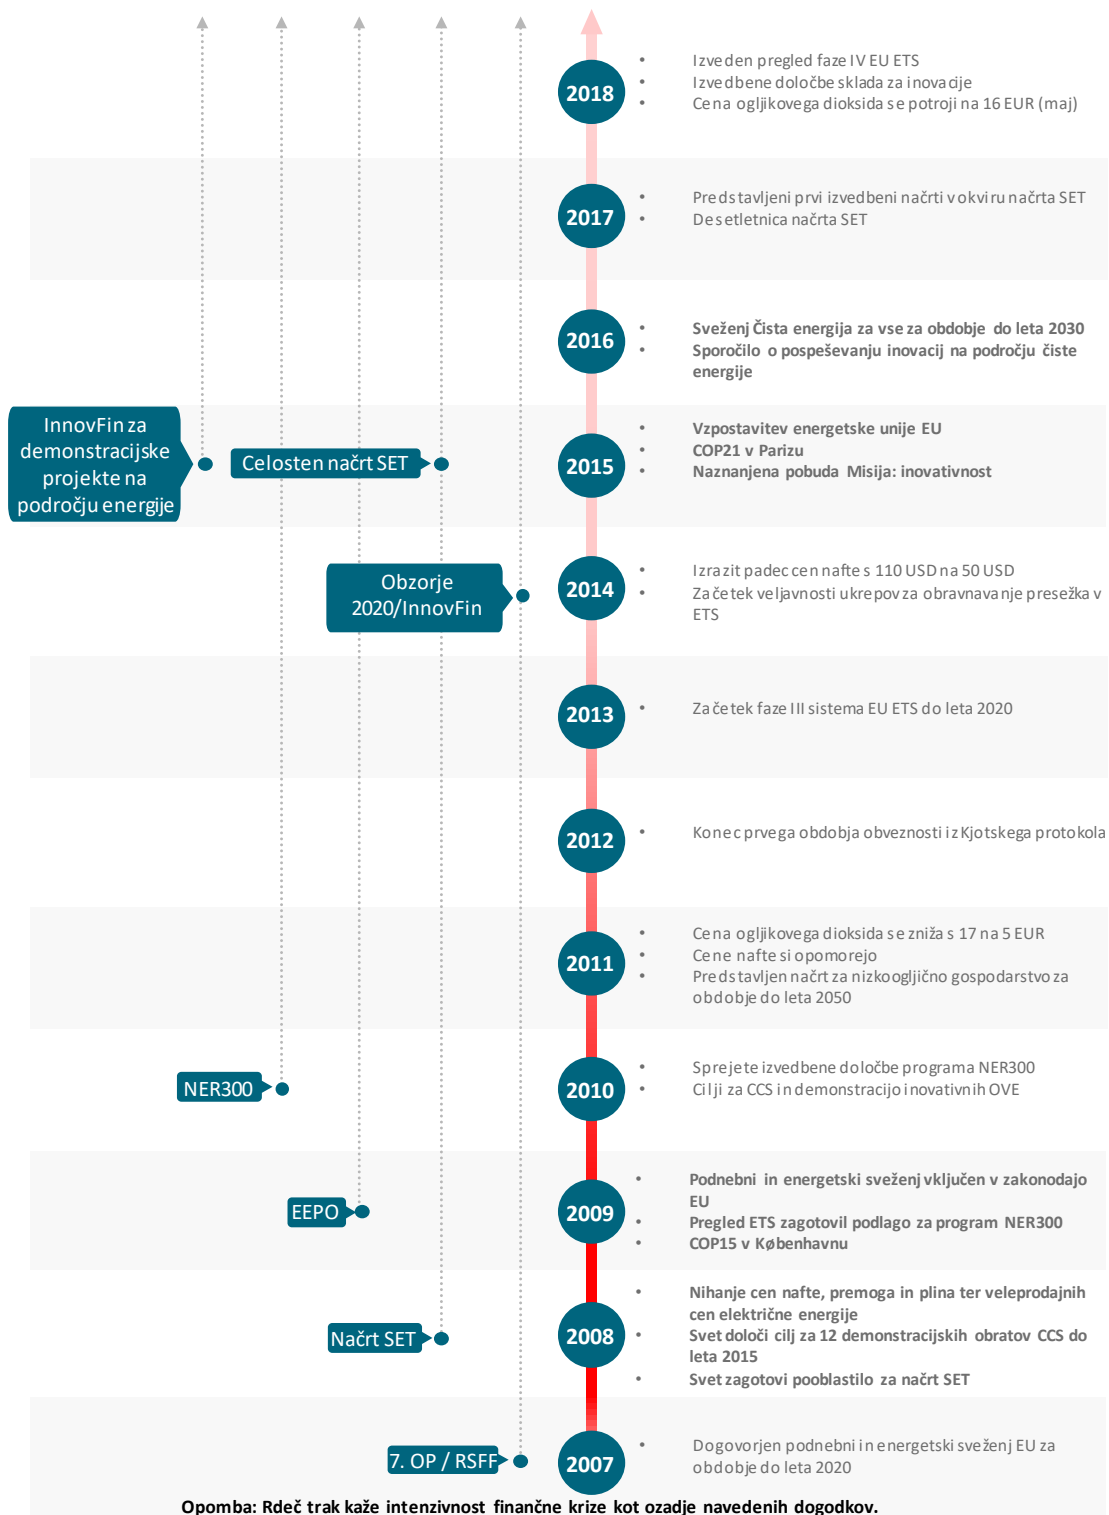 2018
Izveden pregled faze IV EU ETS
Izvedbene določbe sklada za inovacije
Cena ogljikovega dioksida se potroji na 16 EUR (maj)
2017
Predstavljeni prvi izvedbeni načrti v okviru načrta SET
Desetletnica načrta SET
2016
Sveženj Čista energija za vse za obdobje do leta 2030
Sporočilo o pospeševanju inovacij na področju čiste
energije
InnovFin za
demonstracijske
projekte na
področju energije
Celosten načrt SET
2015
Vzpostavitev energetske unije EU
COP21 v Parizu
Naznanjena pobuda Misija: inovativnost
Obzorje
2020/InnovFin
2014
Izrazit padec cen nafte s 110 USD na 50 USD
Začetek veljavnosti ukrepov za obravnavanje presežka v
ETS
2013
Začetek faze III sistema EU ETS do leta 2020
2012
Konec prvega obdobja obveznosti iz Kjotskega protokola
2011
Cena ogljikovega dioksida se zniža s 17 na 5 EUR
Cene nafte si opomorejo
Predstavljen načrt za nizkoogljično gospodarstvo za
obdobje do leta 2050
NER300
2010
Sprejete izvedbene določbe programa NER300
Cilji za CCS in demonstracijo inovativnih OVE
EEPO
2009
Podnebni in energetski sveženj vključen v zakonodajo
EU
Pregled ETS zagotovil podlago za program NER300
COP15 v Københavnu
Načrt SET
2008
Nihanje cen nafte, premoga in plina ter veleprodajnih
cen električne energije
Svet določi cilj za 12 demonstracijskih obratov CCS do
leta 2015
Svet zagotovi pooblastilo za načrt SET
7. OP / RSFF
2007
Dogovorjen podnebni in energetski sveženj EU za
obdobje do leta 2020
Opomba: Rdeč trak kaže intenzivnost finančne krize kot ozadje navedenih dogodkov.